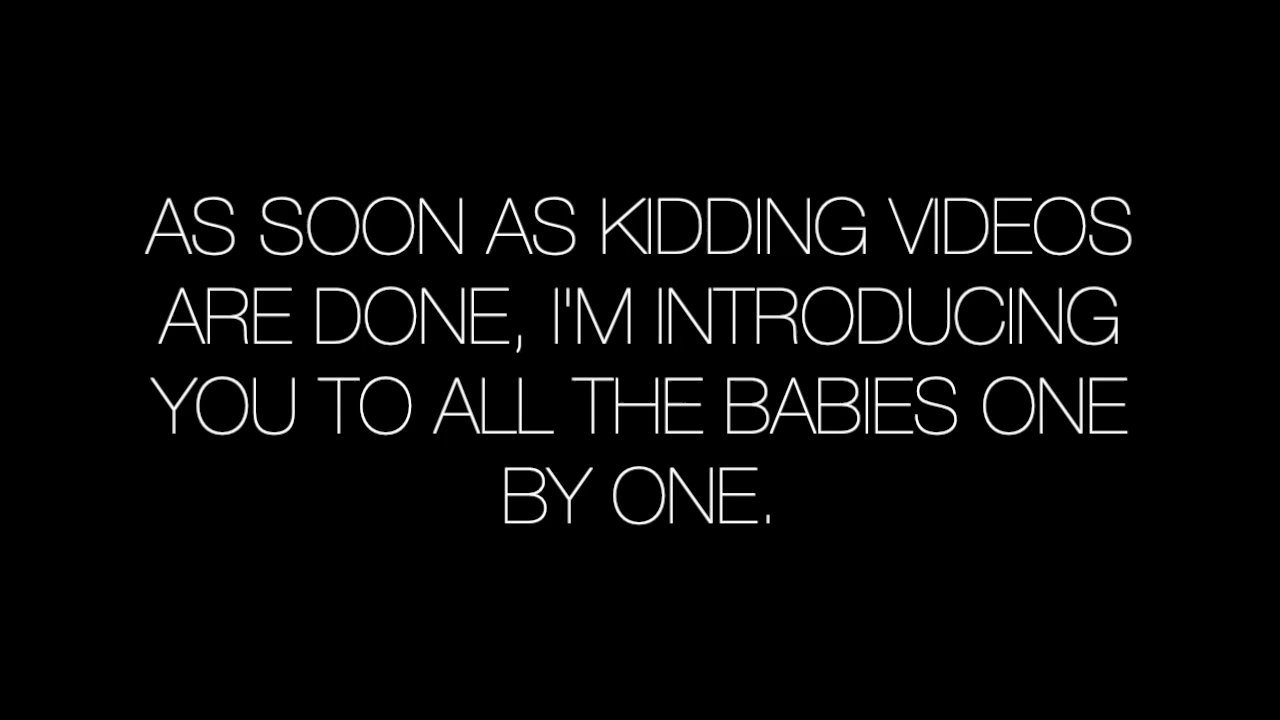 AS SOON AS KIDDING VIDEOS
ARE DONE, I'M INTRODUCING
YOU TO ALL THE BABIES ONE
BY ONE.